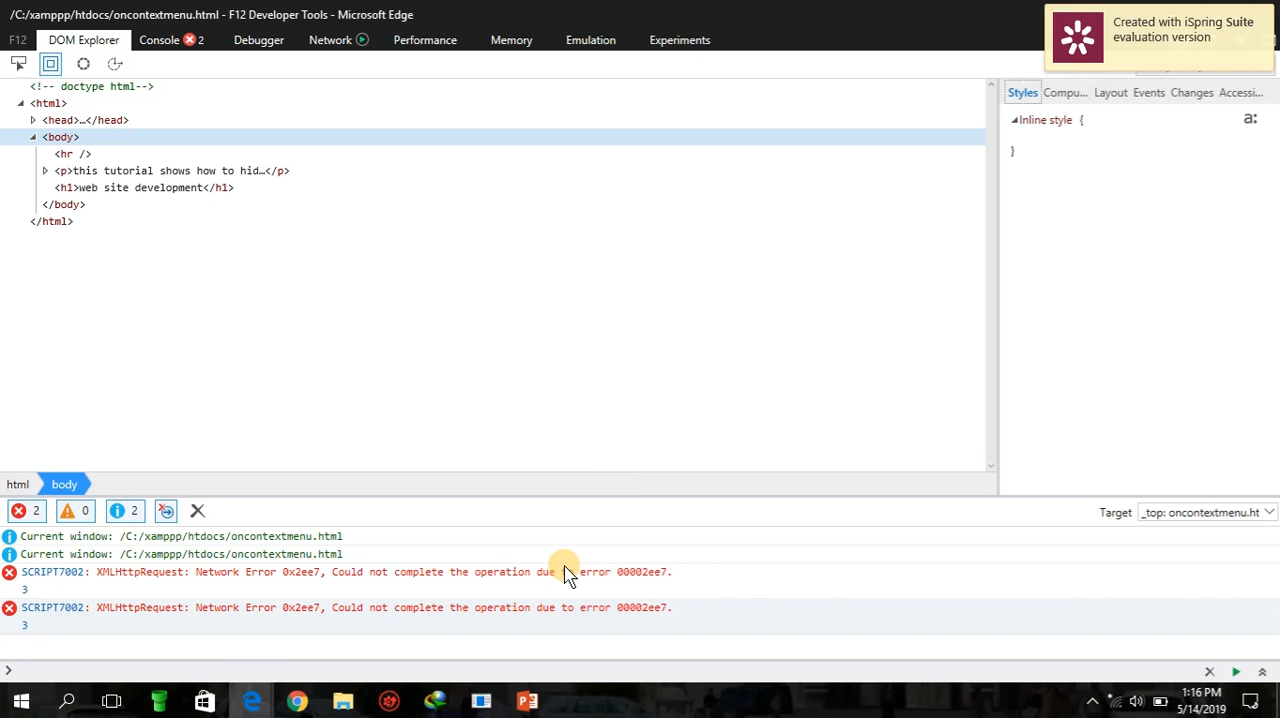 /C:/xamppp/htdocs/oncontextmenu.html - F12 Developer Tools - Microsoft Edge
Created with iSpring Suite
evaluation version
F12 DOM Explorer Console 2 Debugger Network Performance Memory Emulation Experiments
<!-- doctype html-->
<html>
<head>…</head>
<body>
<hr />
<p>this tutorial shows how to hid…</p>
<h1>web site development</h1>
</body>
</html>
Styles Compu... Layout Events Changes Accessi...
Inline style {
a:
}
html body
2 0 2
Target _top: oncontextmenu.ht
Current window: /C:/xamppp/htdocs/oncontextmenu.html
Current window: /C:/xamppp/htdocs/oncontextmenu.html
SCRIPT7002: XMLHttpRequest: Network Error 0x2ee7, Could not complete the operation due error 00002ee7.
3
SCRIPT7002: XMLHttpRequest: Network Error 0x2ee7, Could not complete the operation due to error 00002ee7.
3
1:16 PM
5/14/2019